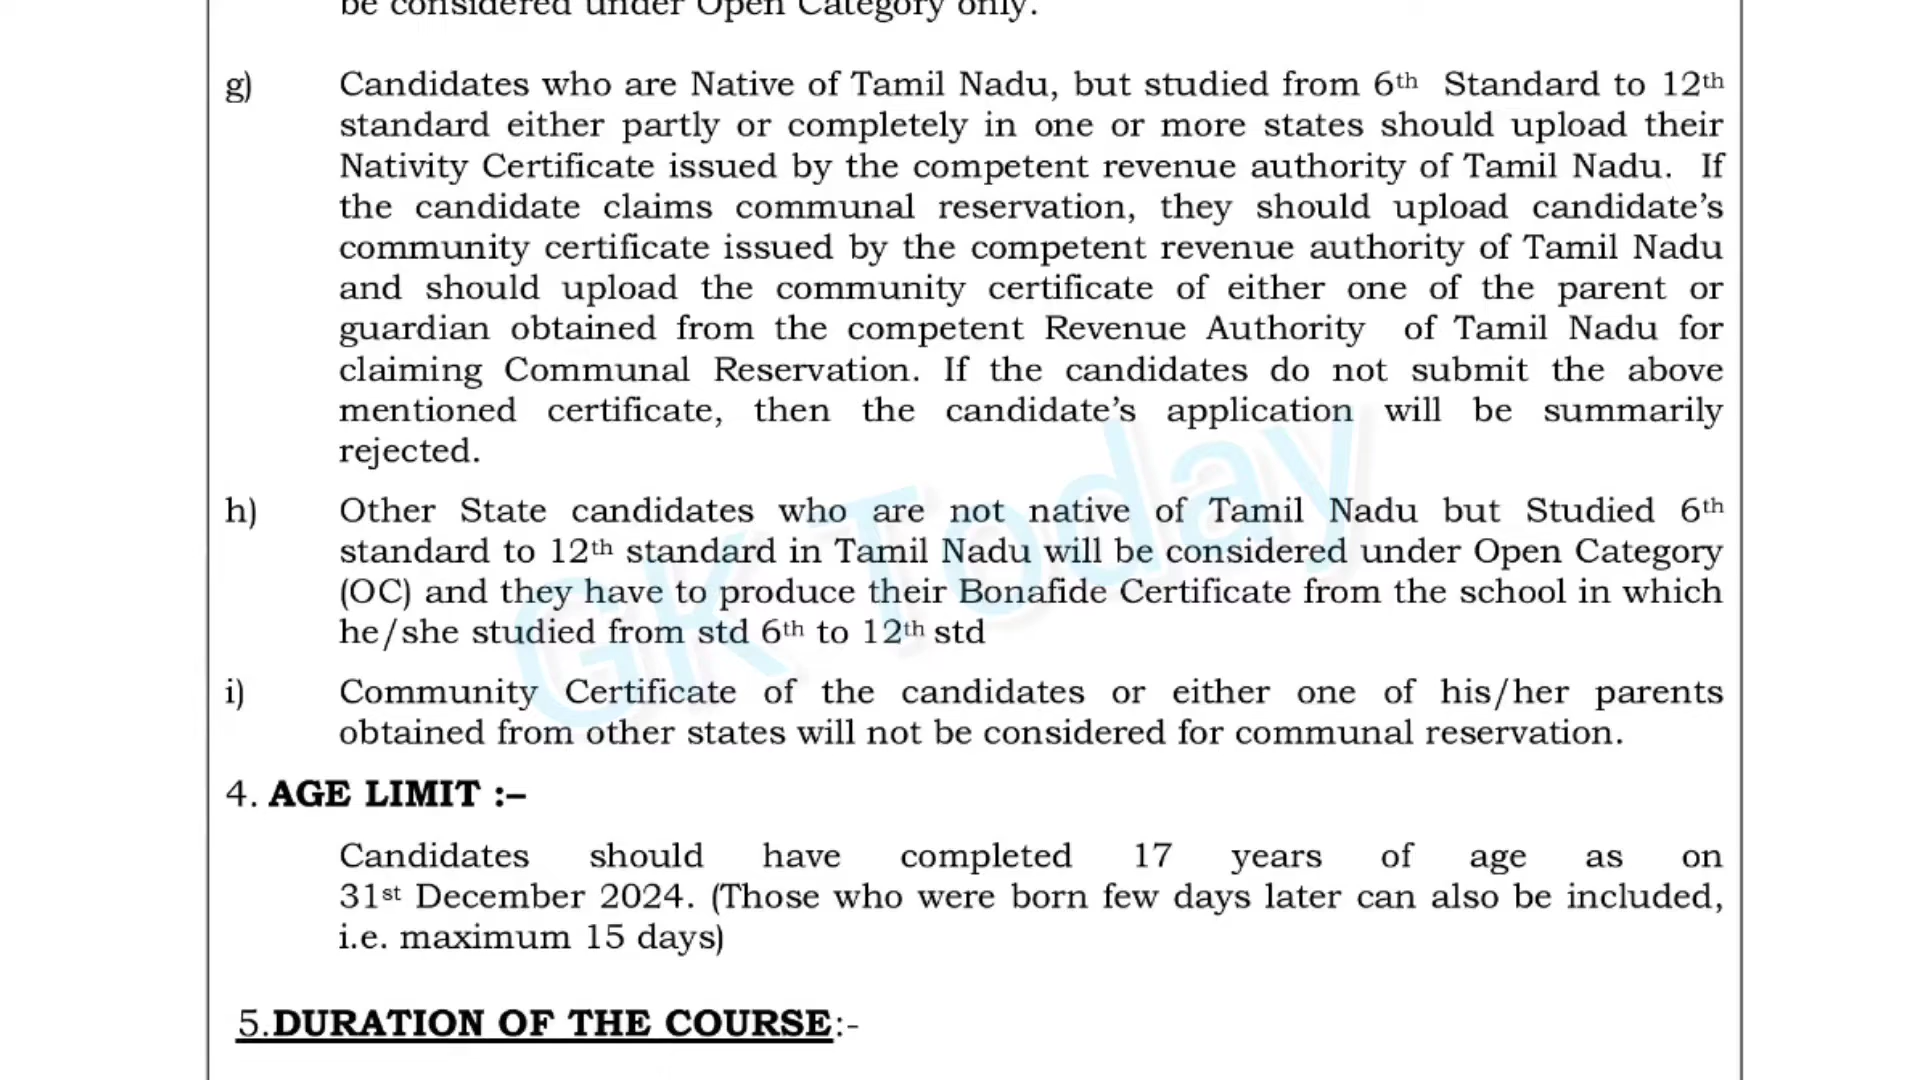 be considered under Open Category only.
g) Candidates who are Native of Tamil Nadu, but studied from 6th Standard to 12th
standard either partly or completely in one or more states should upload their
Nativity Certificate issued by the competent revenue authority of Tamil Nadu. If
the candidate claims communal reservation, they should upload candidate’s
community certificate issued by the competent revenue authority of Tamil Nadu
and should upload the community certificate of either one of the parent or
guardian obtained from the competent Revenue Authority of Tamil Nadu for
claiming Communal Reservation. If the candidates do not submit the above
mentioned certificate, then the candidate’s application will be summarily
rejected.
h) Other State candidates who are not native of Tamil Nadu but Studied 6th
standard to 12th standard in Tamil Nadu will be considered under Open Category
(OC) and they have to produce their Bonafide Certificate from the school in which
he/she studied from std 6th to 12th std
i) Community Certificate of the candidates or either one of his/her parents
obtained from other states will not be considered for communal reservation.
4. AGE LIMIT :–
Candidates should have completed 17 years of age as on
31st December 2024. (Those who were born few days later can also be included,
i.e. maximum 15 days)
5.DURATION OF THE COURSE:-
GK Today